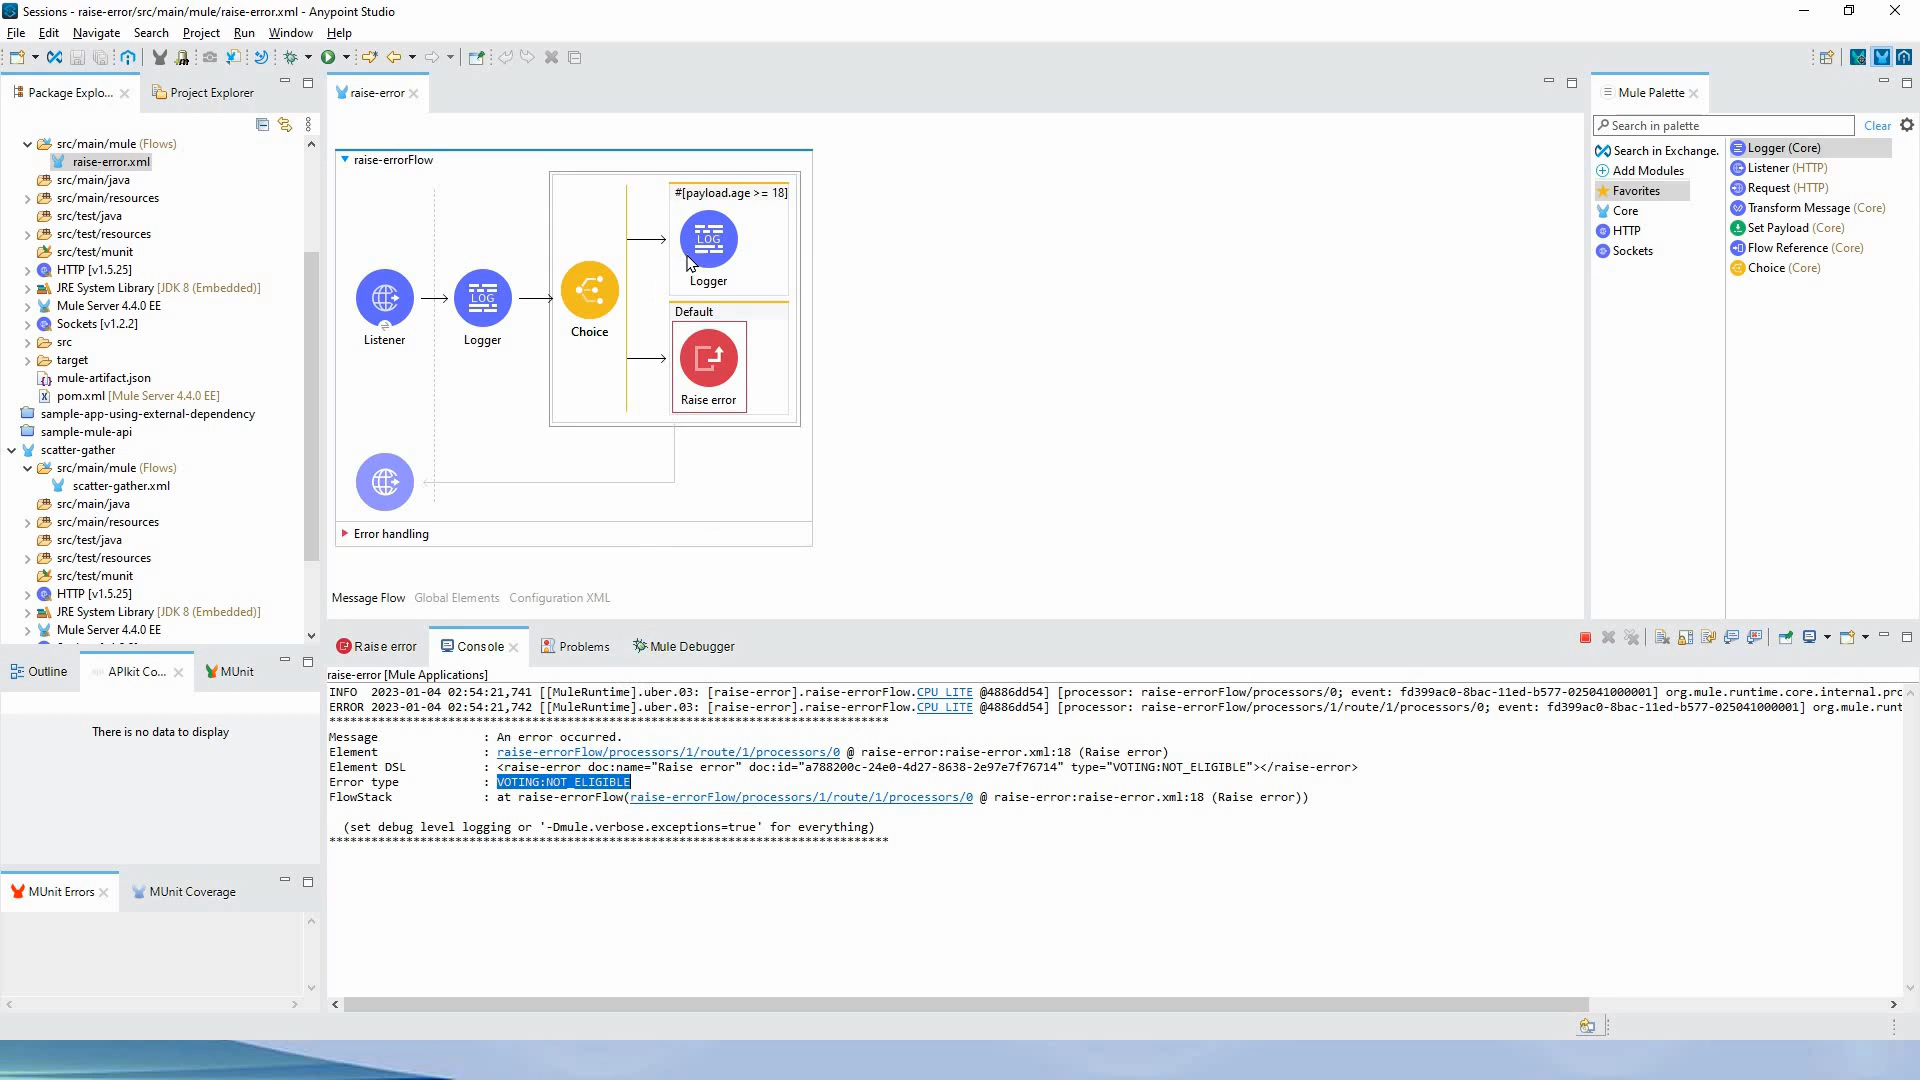 Sessions - raise-error/src/main/mule/raise-error.xml - Anypoint Studio
File Edit Navigate Search Project Run Window Help
Package Explo...
Project Explorer
src/main/mule (Flows)
raise-error.xml
src/main/java
src/main/resources
src/test/java
src/test/resources
src/test/munit
HTTP [v1.5.25]
JRE System Library [JDK 8 (Embedded)]
Mule Server 4.4.0 EE
Sockets [v1.2.2]
src
target
mule-artifact.json
pom.xml [Mule Server 4.4.0 EE]
sample-app-using-external-dependency
sample-mule-api
scatter-gather
src/main/mule (Flows)
scatter-gather.xml
src/main/java
src/main/resources
src/test/java
src/test/resources
src/test/munit
HTTP [v1.5.25]
JRE System Library [JDK 8 (Embedded)]
Mule Server 4.4.0 EE
Outline
APIkit Co...
MUnit
There is no data to display
MUnit Errors
MUnit Coverage
raise-error
raise-errorFlow
Listener
LOG
Logger
Choice
#[payload.age >= 18]
LOG
Logger
Default
Raise error
Error handling
Message Flow Global Elements Configuration XML
Mule Palette
Search in palette
Clear
Search in Exchange.
Add Modules
Favorites
Core
HTTP
Sockets
Logger (Core)
Listener (HTTP)
Request (HTTP)
Transform Message (Core)
Set Payload (Core)
Flow Reference (Core)
Choice (Core)
Raise error
Console
Problems
Mule Debugger
raise-error [Mule Applications]
INFO 2023-01-04 02:54:21,741 [[MuleRuntime].uber.03: [raise-error].raise-errorFlow.CPU_LITE @4886dd54] [processor: raise-errorFlow/processors/0; event: fd399ac0-8bac-11ed-b577-025041000001] org.mule.runtime.core.internal.pro
ERROR 2023-01-04 02:54:21,742 [[MuleRuntime].uber.03: [raise-error].raise-errorFlow.CPU_LITE @4886dd54] [processor: raise-errorFlow/processors/1/route/1/processors/0; event: fd399ac0-8bac-11ed-b577-025041000001] org.mule.runt
********************************************************************************
Message : An error occurred.
Element : raise-errorFlow/processors/1/route/1/processors/0 @ raise-error:raise-error.xml:18 (Raise error)
Element DSL : <raise-error doc:name="Raise error" doc:id="a788200c-24e0-4d27-8638-2e97e7f76714" type="VOTING:NOT_ELIGIBLE"></raise-error>
Error type : VOTING:NOT_ELIGIBLE
FlowStack : at raise-errorFlow(raise-errorFlow/processors/1/route/1/processors/0 @ raise-error:raise-error.xml:18 (Raise error))
(set debug level logging or '-Dmule.verbose.exceptions=true' for everything)
********************************************************************************